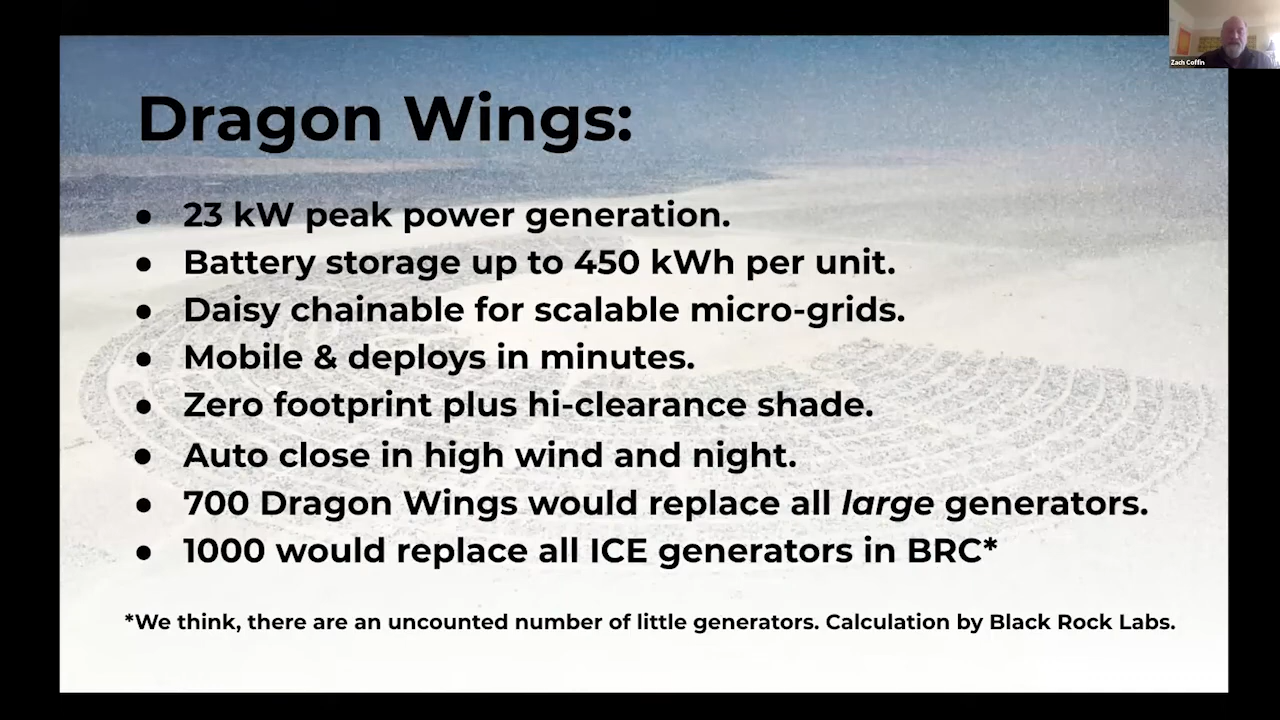 Zach Coffin
Dragon Wings:
● 23 kW peak power generation.
● Battery storage up to 450 kWh per unit.
● Daisy chainable for scalable micro-grids.
● Mobile & deploys in minutes.
● Zero footprint plus hi-clearance shade.
● Auto close in high wind and night.
● 700 Dragon Wings would replace all large generators.
● 1000 would replace all ICE generators in BRC*
*We think, there are an uncounted number of little generators. Calculation by Black Rock Labs.